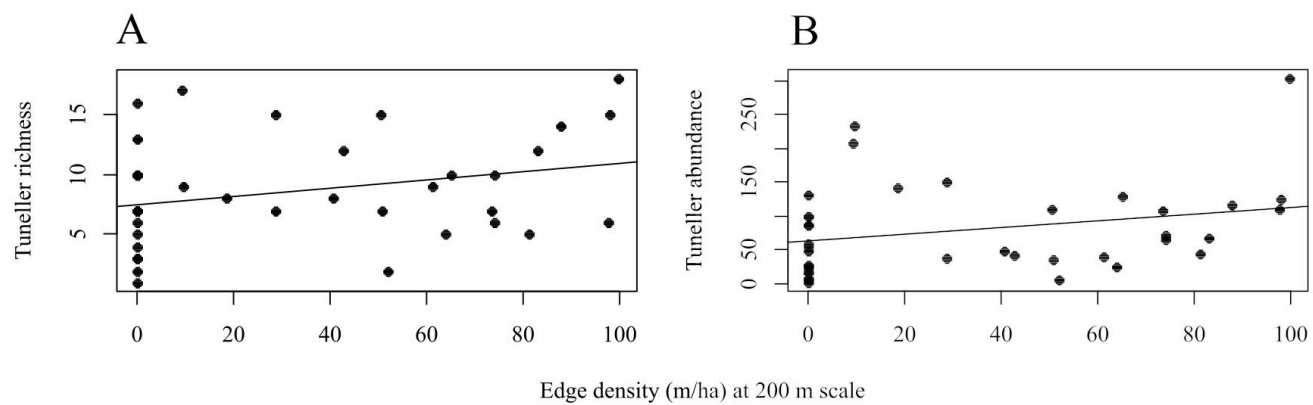 A
B
Tuneller richness
15
10
5
0 20 40 60 80 100
Tuneller abundance
250
150
50
0
0 20 40 60 80 100
Edge density (m/ha) at 200 m scale